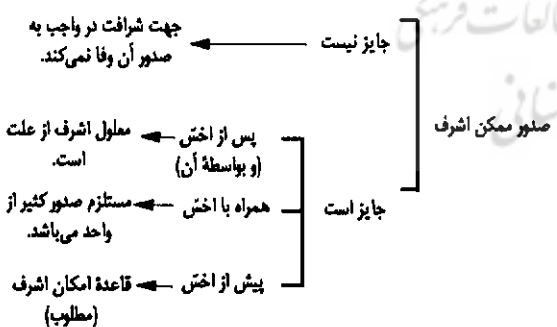 صدور ممکن اشرف
جایز نیست
جهت شرافت در واجب به
صدور آن وفا نمی‌کند.
جایز است
پس از اخسّ
(و بواسطهٔ آن)
معلول اشرف از علت
است.
همراه با اخسّ
مستلزم صدور کثیر از
واحد می‌باشد.
پیش از اخسّ
قاعدهٔ امکان اشرف
(مطلوب)